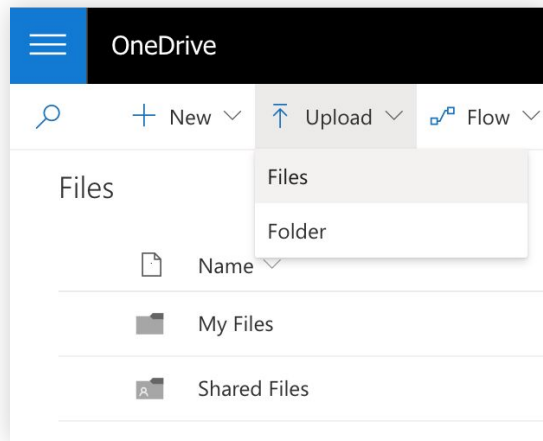 OneDrive
New Upload Flow
Files
Files
Folder
Name
My Files
Shared Files